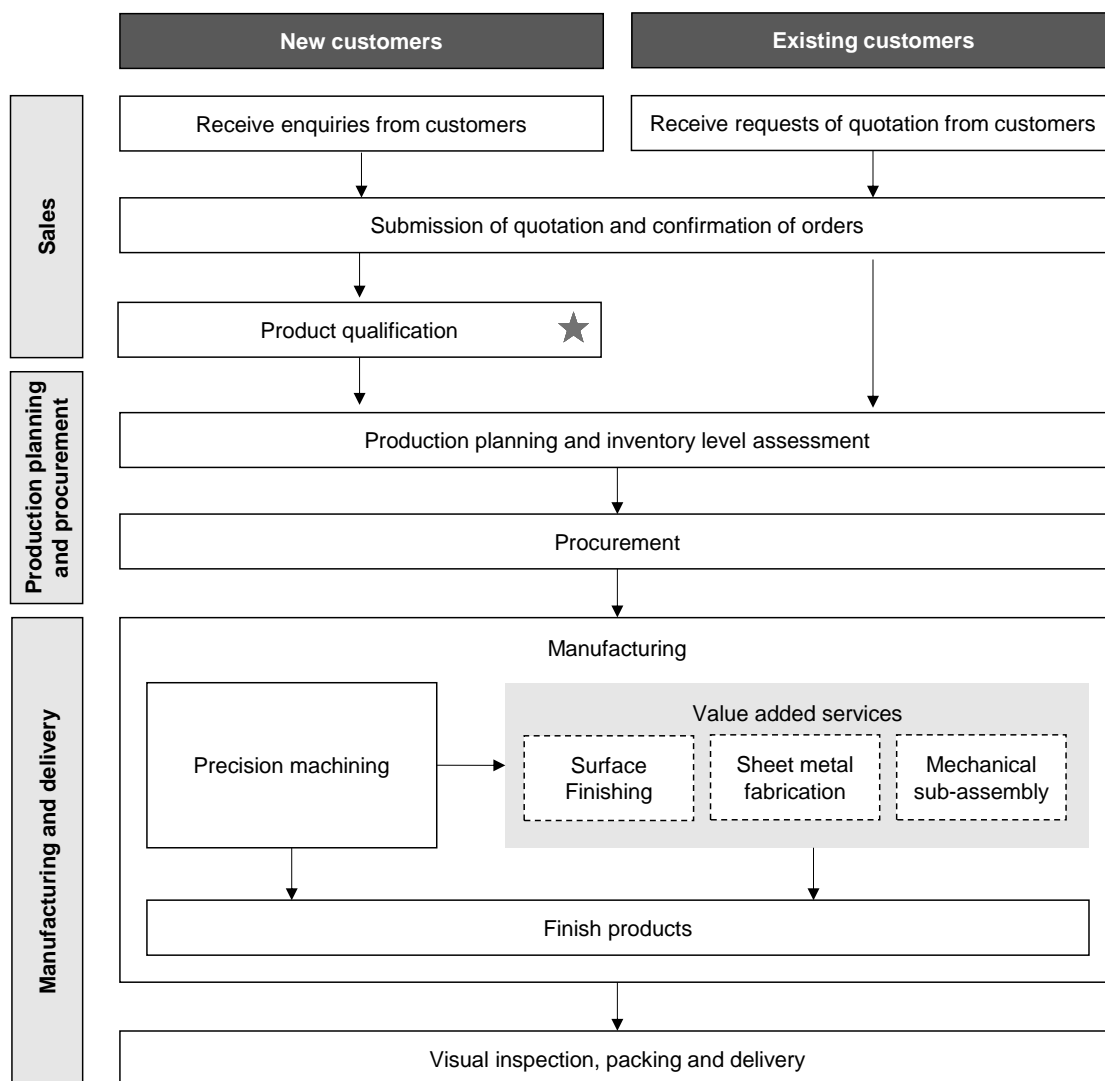 New customers
Existing customers
Sales
Receive enquiries from customers
Receive requests of quotation from customers
Submission of quotation and confirmation of orders
Product qualification
Production planning
and procurement
Production planning and inventory level assessment
Procurement
Manufacturing and delivery
Manufacturing
Precision machining
Value added services
Surface
Finishing
Sheet metal
fabrication
Mechanical
sub-assembly
Finish products
Visual inspection, packing and delivery